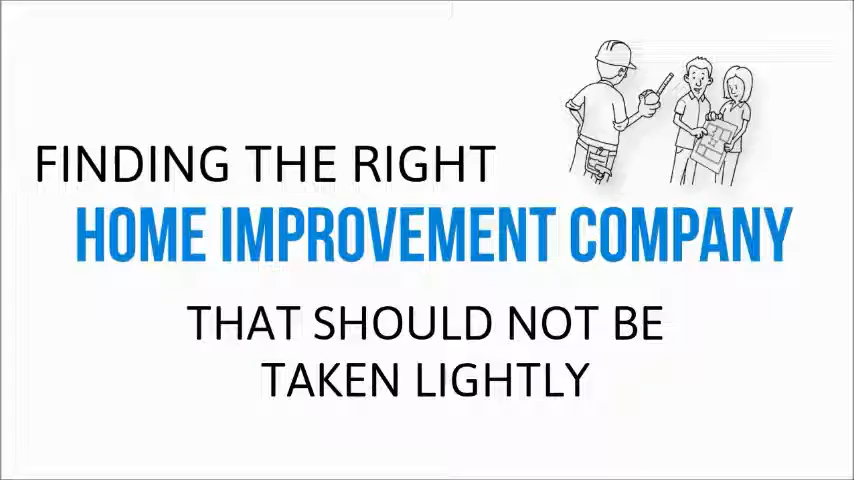 FINDING THE RIGHT
HOME IMPROVEMENT COMPANY
THAT SHOULD NOT BE
TAKEN LIGHTLY